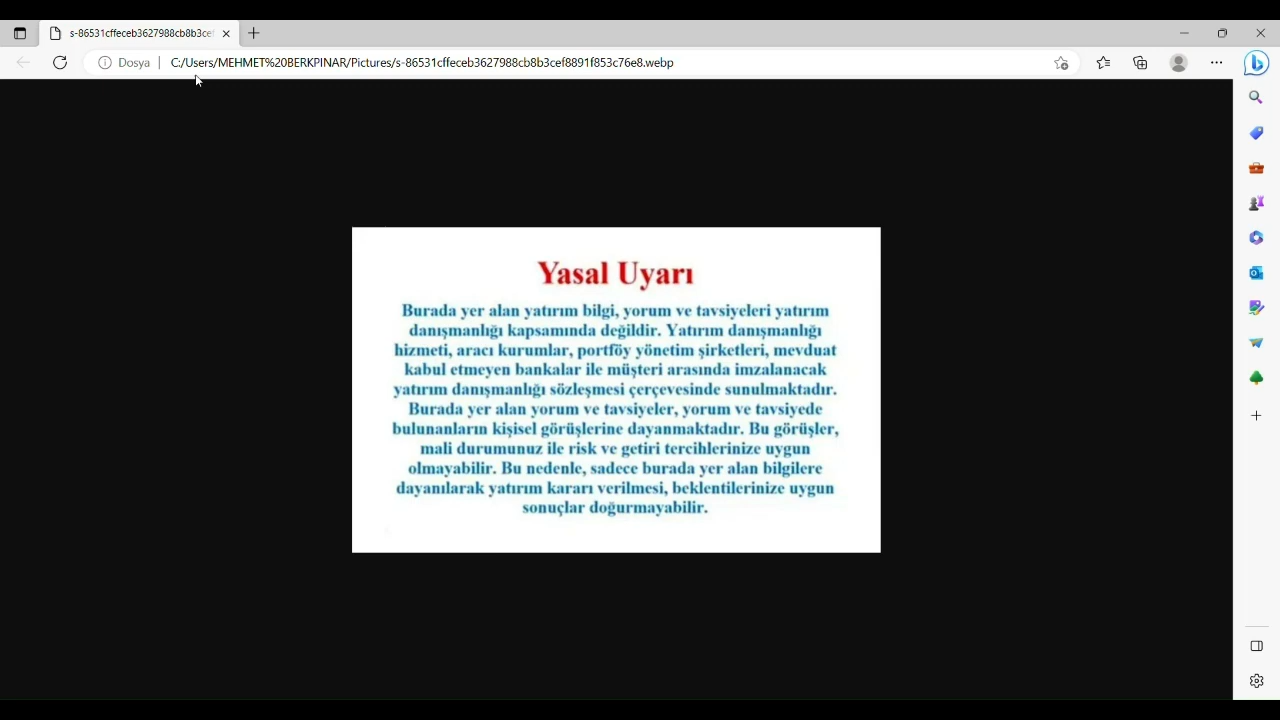 s-86531cffeceb3627988cb8b3cef
Dosya
C:/Users/MEHMET%20BERKPINAR/Pictures/s-86531cffeceb3627988cb8b3cef8891f853c76e8.webp
Yasal Uyarı
Burada yer alan yatırım bilgi, yorum ve tavsiyeleri yatırım
danışmanlığı kapsamında değildir. Yatırım danışmanlığı
hizmeti, aracı kurumlar, portföy yönetim şirketleri, mevduat
kabul etmeyen bankalar ile müşteri arasında imzalanacak
yatırım danışmanlığı sözleşmesi çerçevesinde sunulmaktadır.
Burada yer alan yorum ve tavsiyeler, yorum ve tavsiyede
bulunanların kişisel görüşlerine dayanmaktadır. Bu görüşler,
mali durumunuz ile risk ve getiri tercihlerinize uygun
olmayabilir. Bu nedenle, sadece burada yer alan bilgilere
dayanılarak yatırım kararı verilmesi, beklentilerinize uygun
sonuçlar doğurmayabilir.